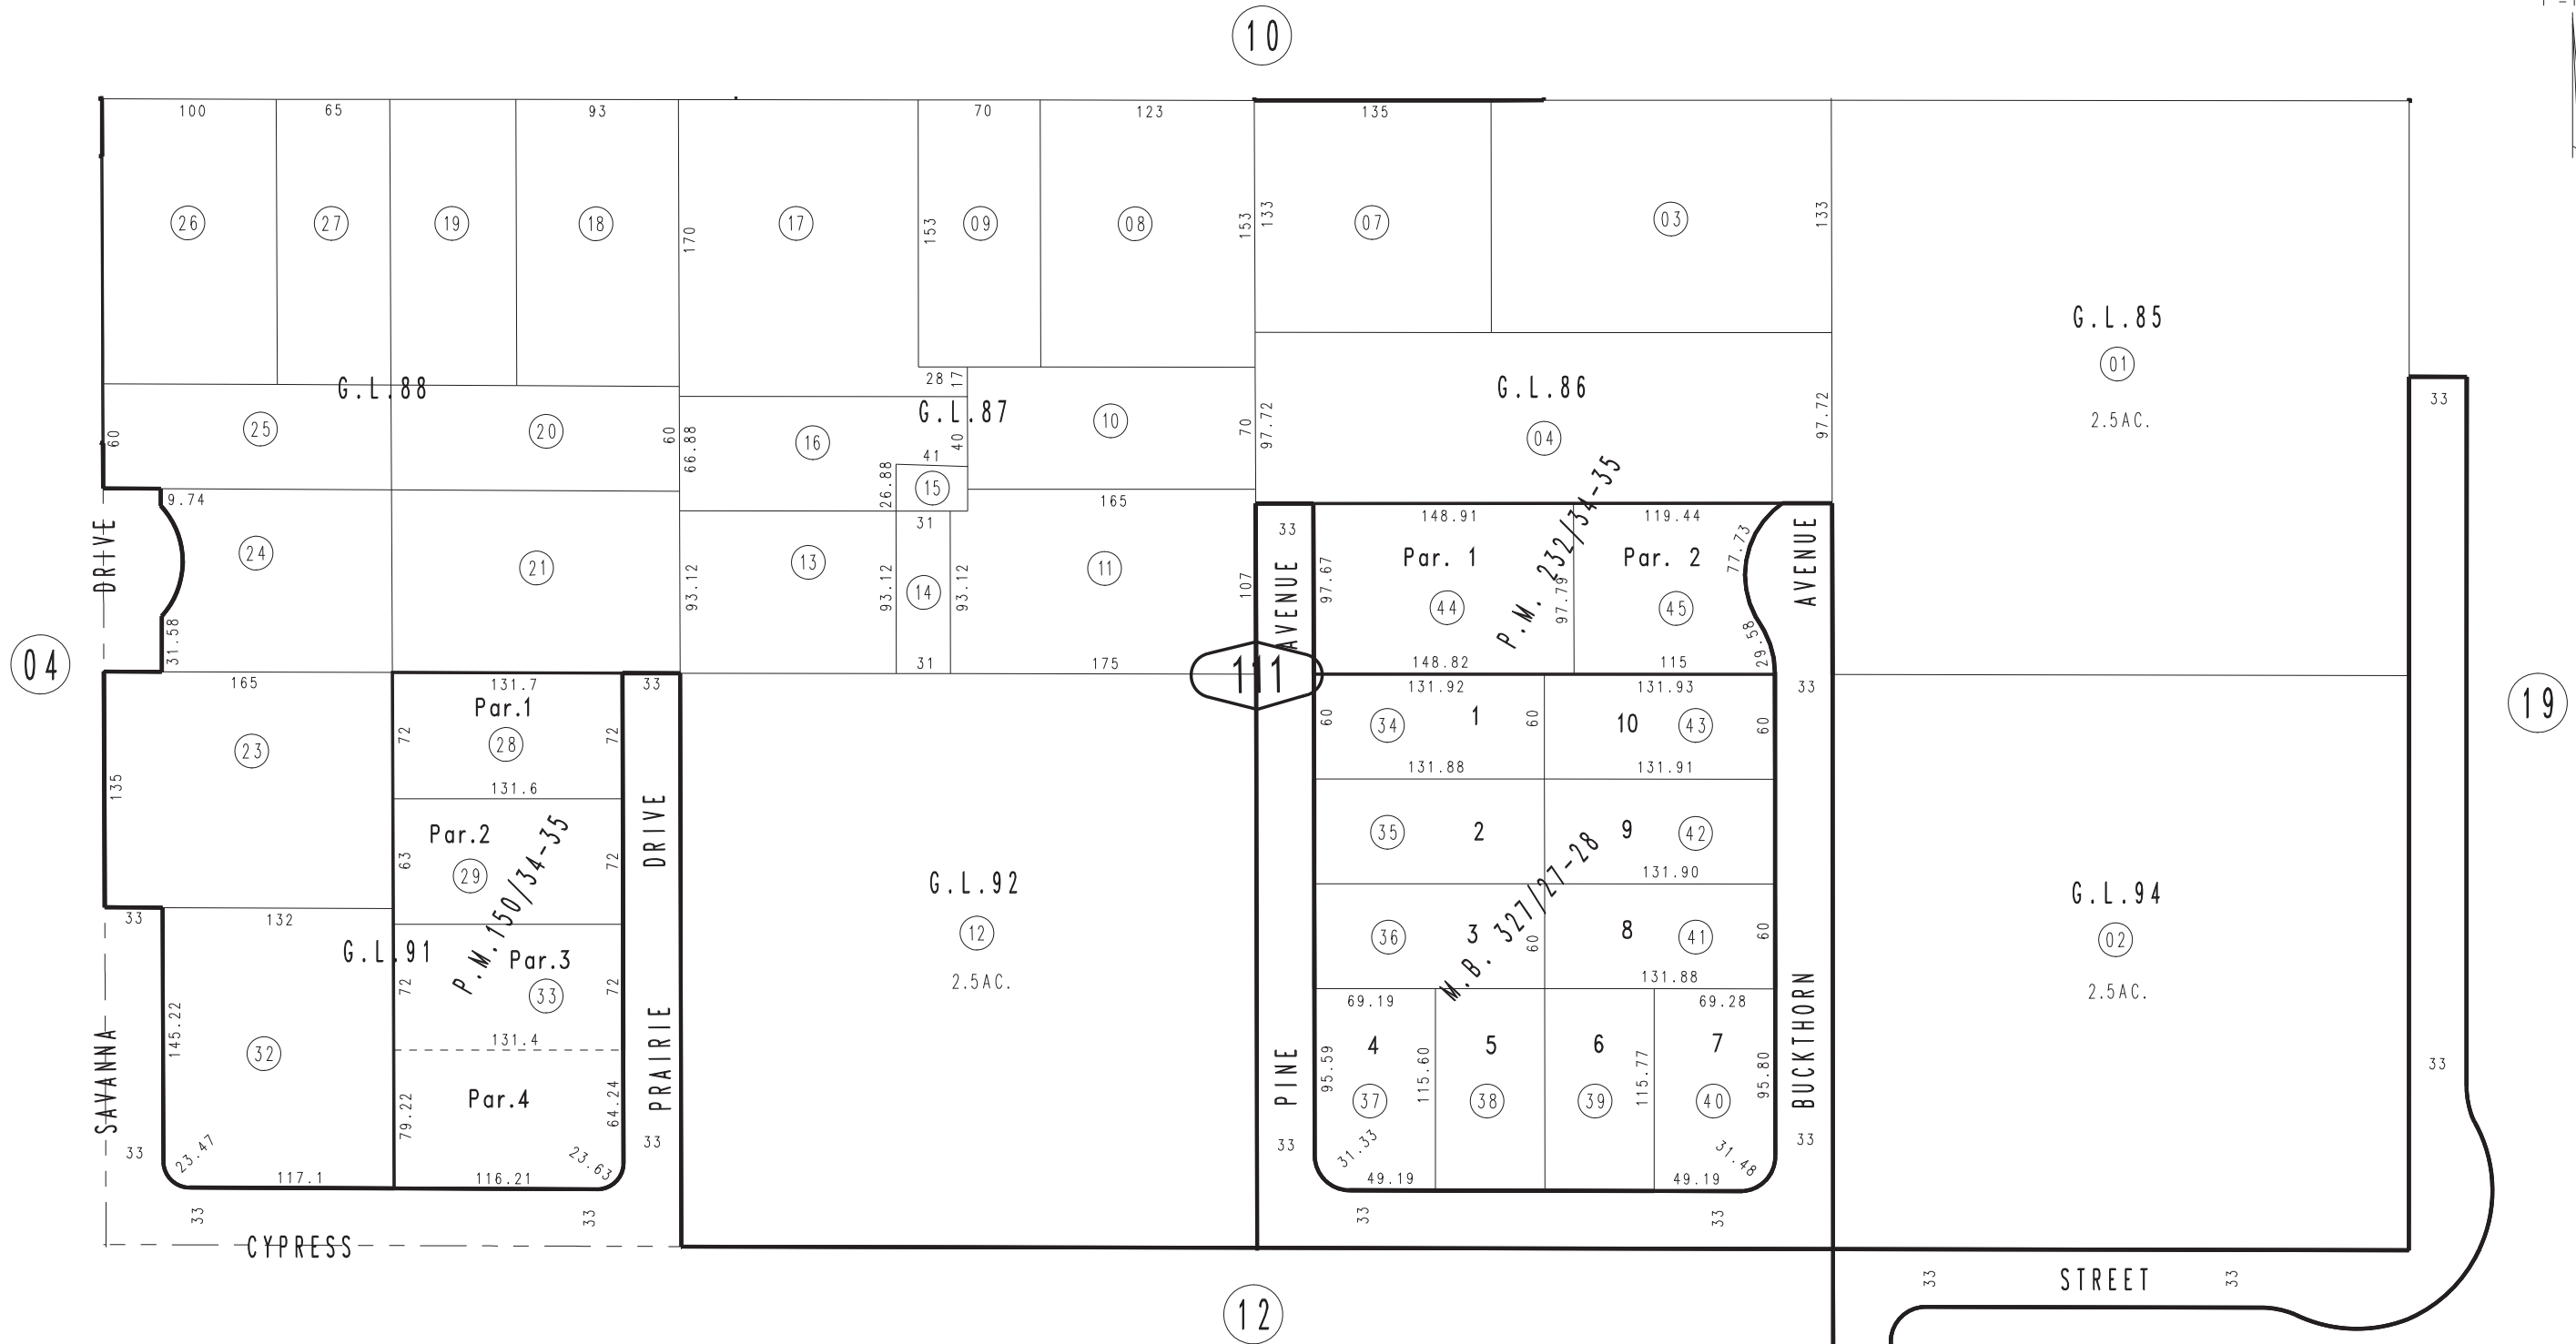 10
100 65 93 70 123 135
26 27 19 18 170 17 153 09 08 153 133 07 03 133
G.L.88
28 17
G.L.87
G.L.86
G.L.85
01
2.5AC.
33
60 25 20 60 66.88 16 40 10 70 97.72 04 97.72
41
26.88 15
9.74
165
31
DRIVE
24 21 93.12 13 93.12 14 93.12 11 107
31.58
31 175
33
AVENUE
97.67
148.91 119.44
Par. 1 Par. 2
77.73
44 97.79 45
P.M. 232/34-35
29.58
148.82 115
AVENUE
04
111
19
165 131.7 33
Par.1
72 28 72
131.6
23
135
Par.2
63 29 72
P.M.150/34-35
DRIVE
33 132
G.L.91
Par.3
72 33 72
131.4
145.22 32
Par.4
79.22 64.24
23.47 23.63
117.1 116.21
SAVANNA
33
PRAIRIE
33
33 33
CYPRESS
G.L.92
12
2.5AC.
131.92 131.93 33
60 34 1 60 10 43 60
131.88 131.91
35 2 9 42
131.90
M.B. 327/27-28
36 3 60 8 41 60
131.88
69.19 69.28
4 5 6 7
95.59 115.60 115.77 95.80
37 38 39 40
31.33 31.48
49.19 49.19
PINE
33
BUCKTHORN
33
33 33
G.L.94
02
2.5AC.
33
33 STREET 33
12